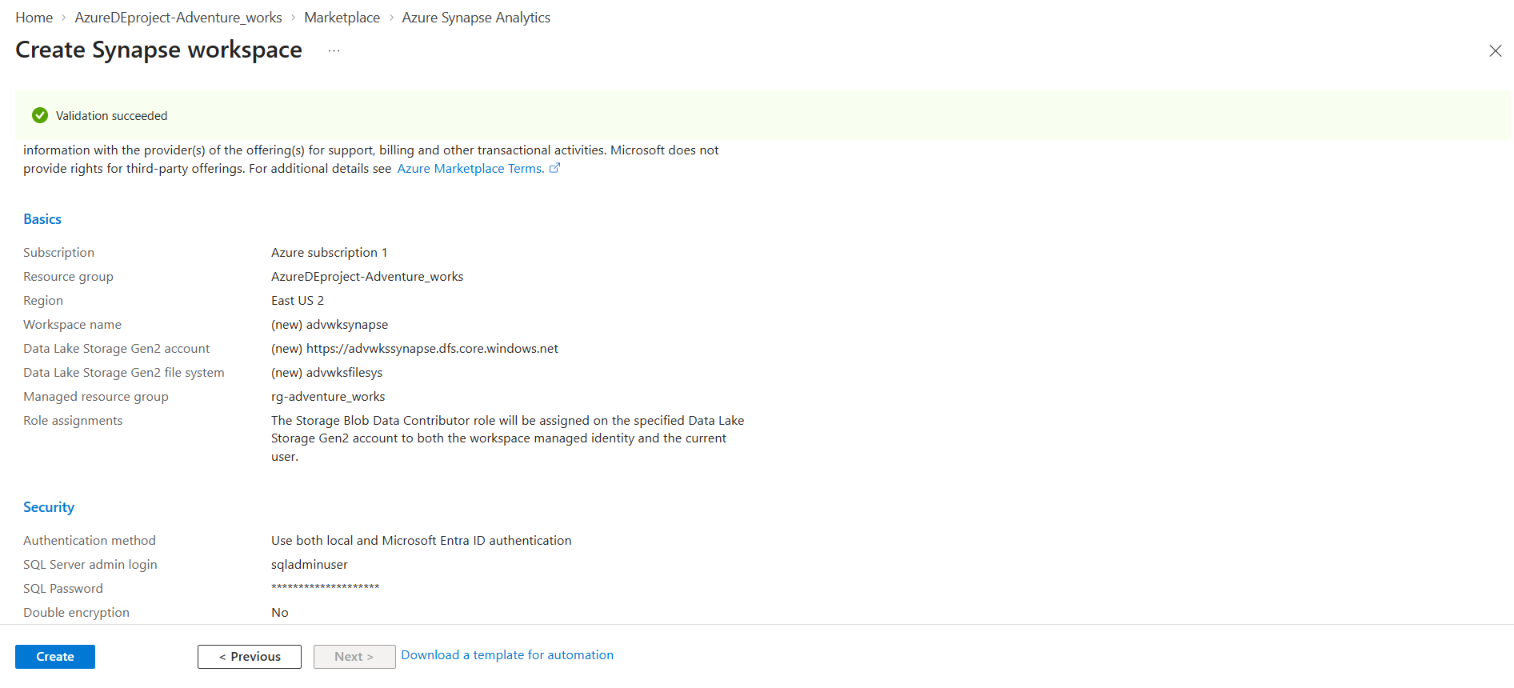 Home > AzureDEproject-Adventure_works > Marketplace > Azure Synapse Analytics
Create Synapse workspace ...
Validation succeeded
information with the provider(s) of the offering(s) for support, billing and other transactional activities. Microsoft does not
provide rights for third-party offerings. For additional details see Azure Marketplace Terms.
Basics
Subscription Azure subscription 1
Resource group AzureDEproject-Adventure_works
Region East US 2
Workspace name (new) advwksynapse
Data Lake Storage Gen2 account (new) https://advwkssynapse.dfs.core.windows.net
Data Lake Storage Gen2 file system (new) advwksfilesys
Managed resource group rg-adventure_works
Role assignments The Storage Blob Data Contributor role will be assigned on the specified Data Lake
Storage Gen2 account to both the workspace managed identity and the current
user.
Security
Authentication method Use both local and Microsoft Entra ID authentication
SQL Server admin login sqladminuser
SQL Password ********************
Double encryption No
Create < Previous Next > Download a template for automation